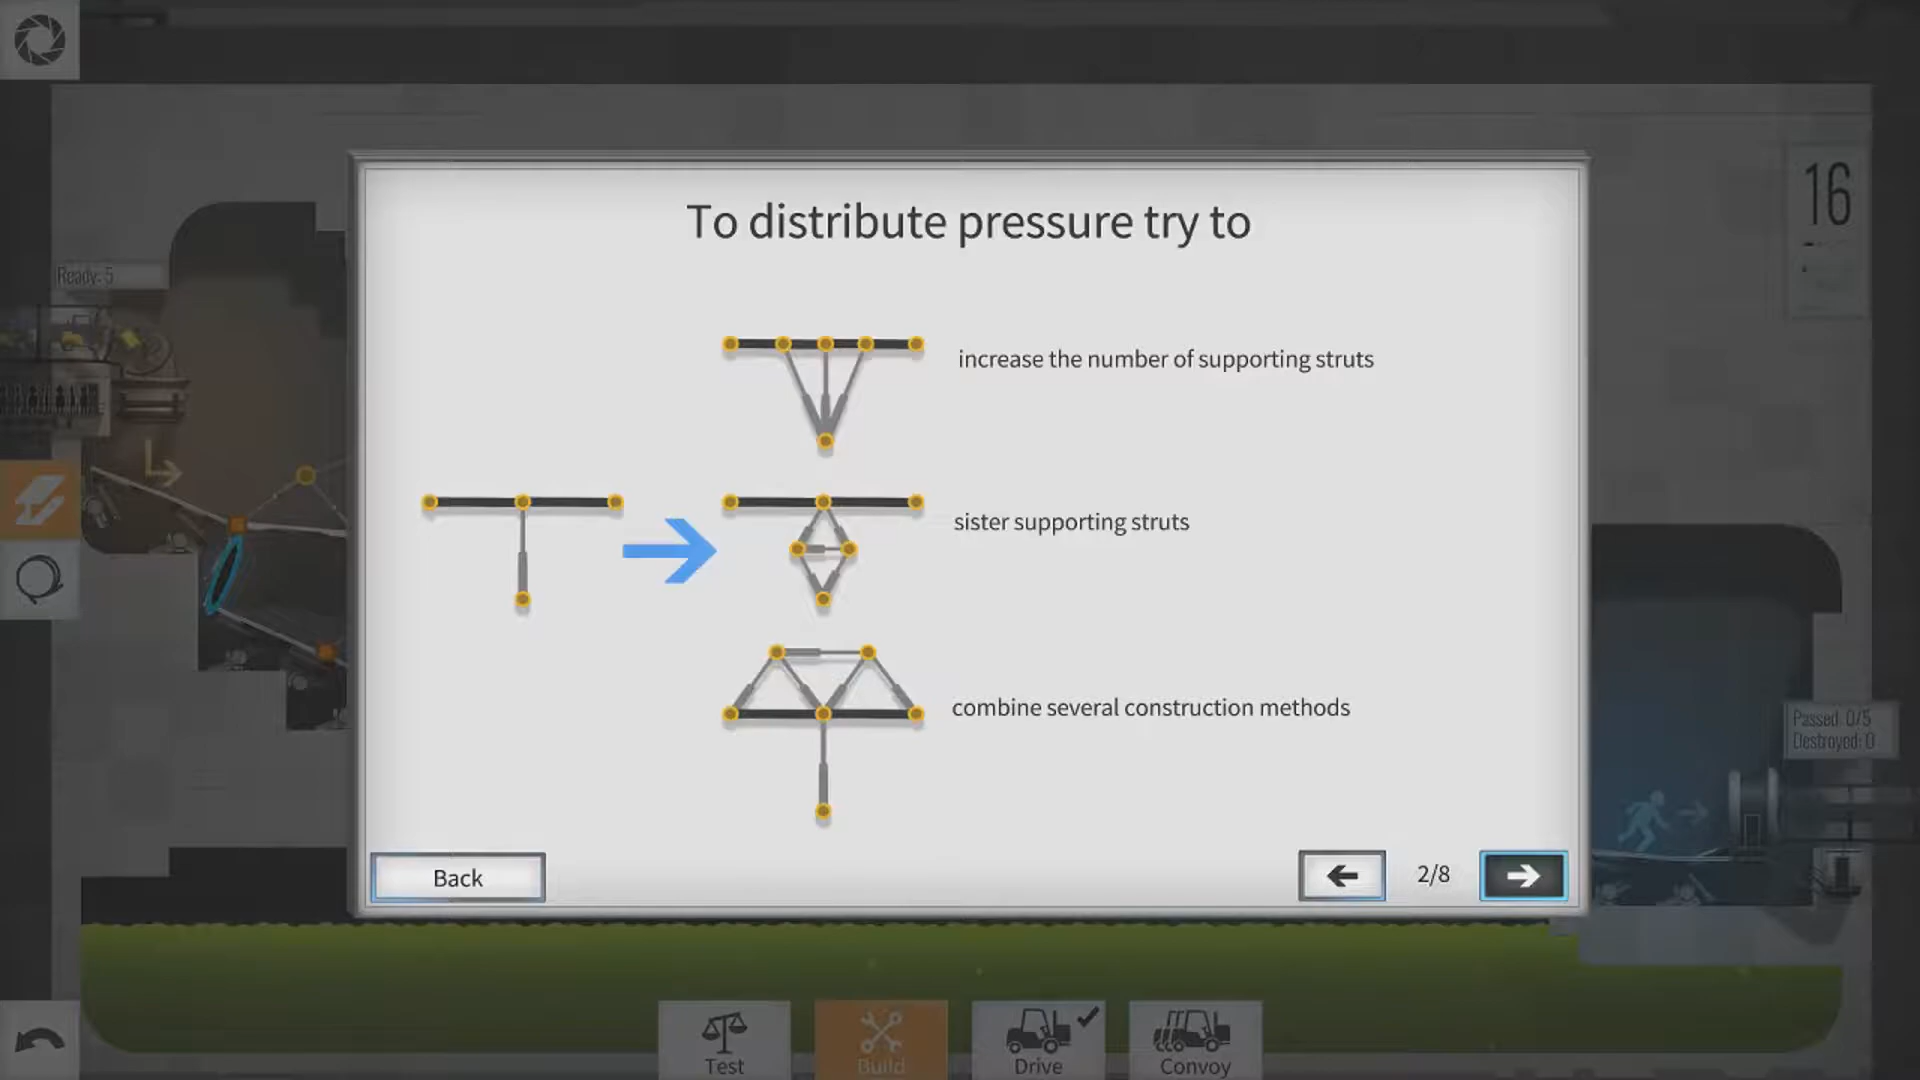 To distribute pressure try to
16
Ready: 5
increase the number of supporting struts
sister supporting struts
combine several construction methods
Passed: 0/5
Destroyed: 0
Back
2/8
Test
Build
Drive
Convoy